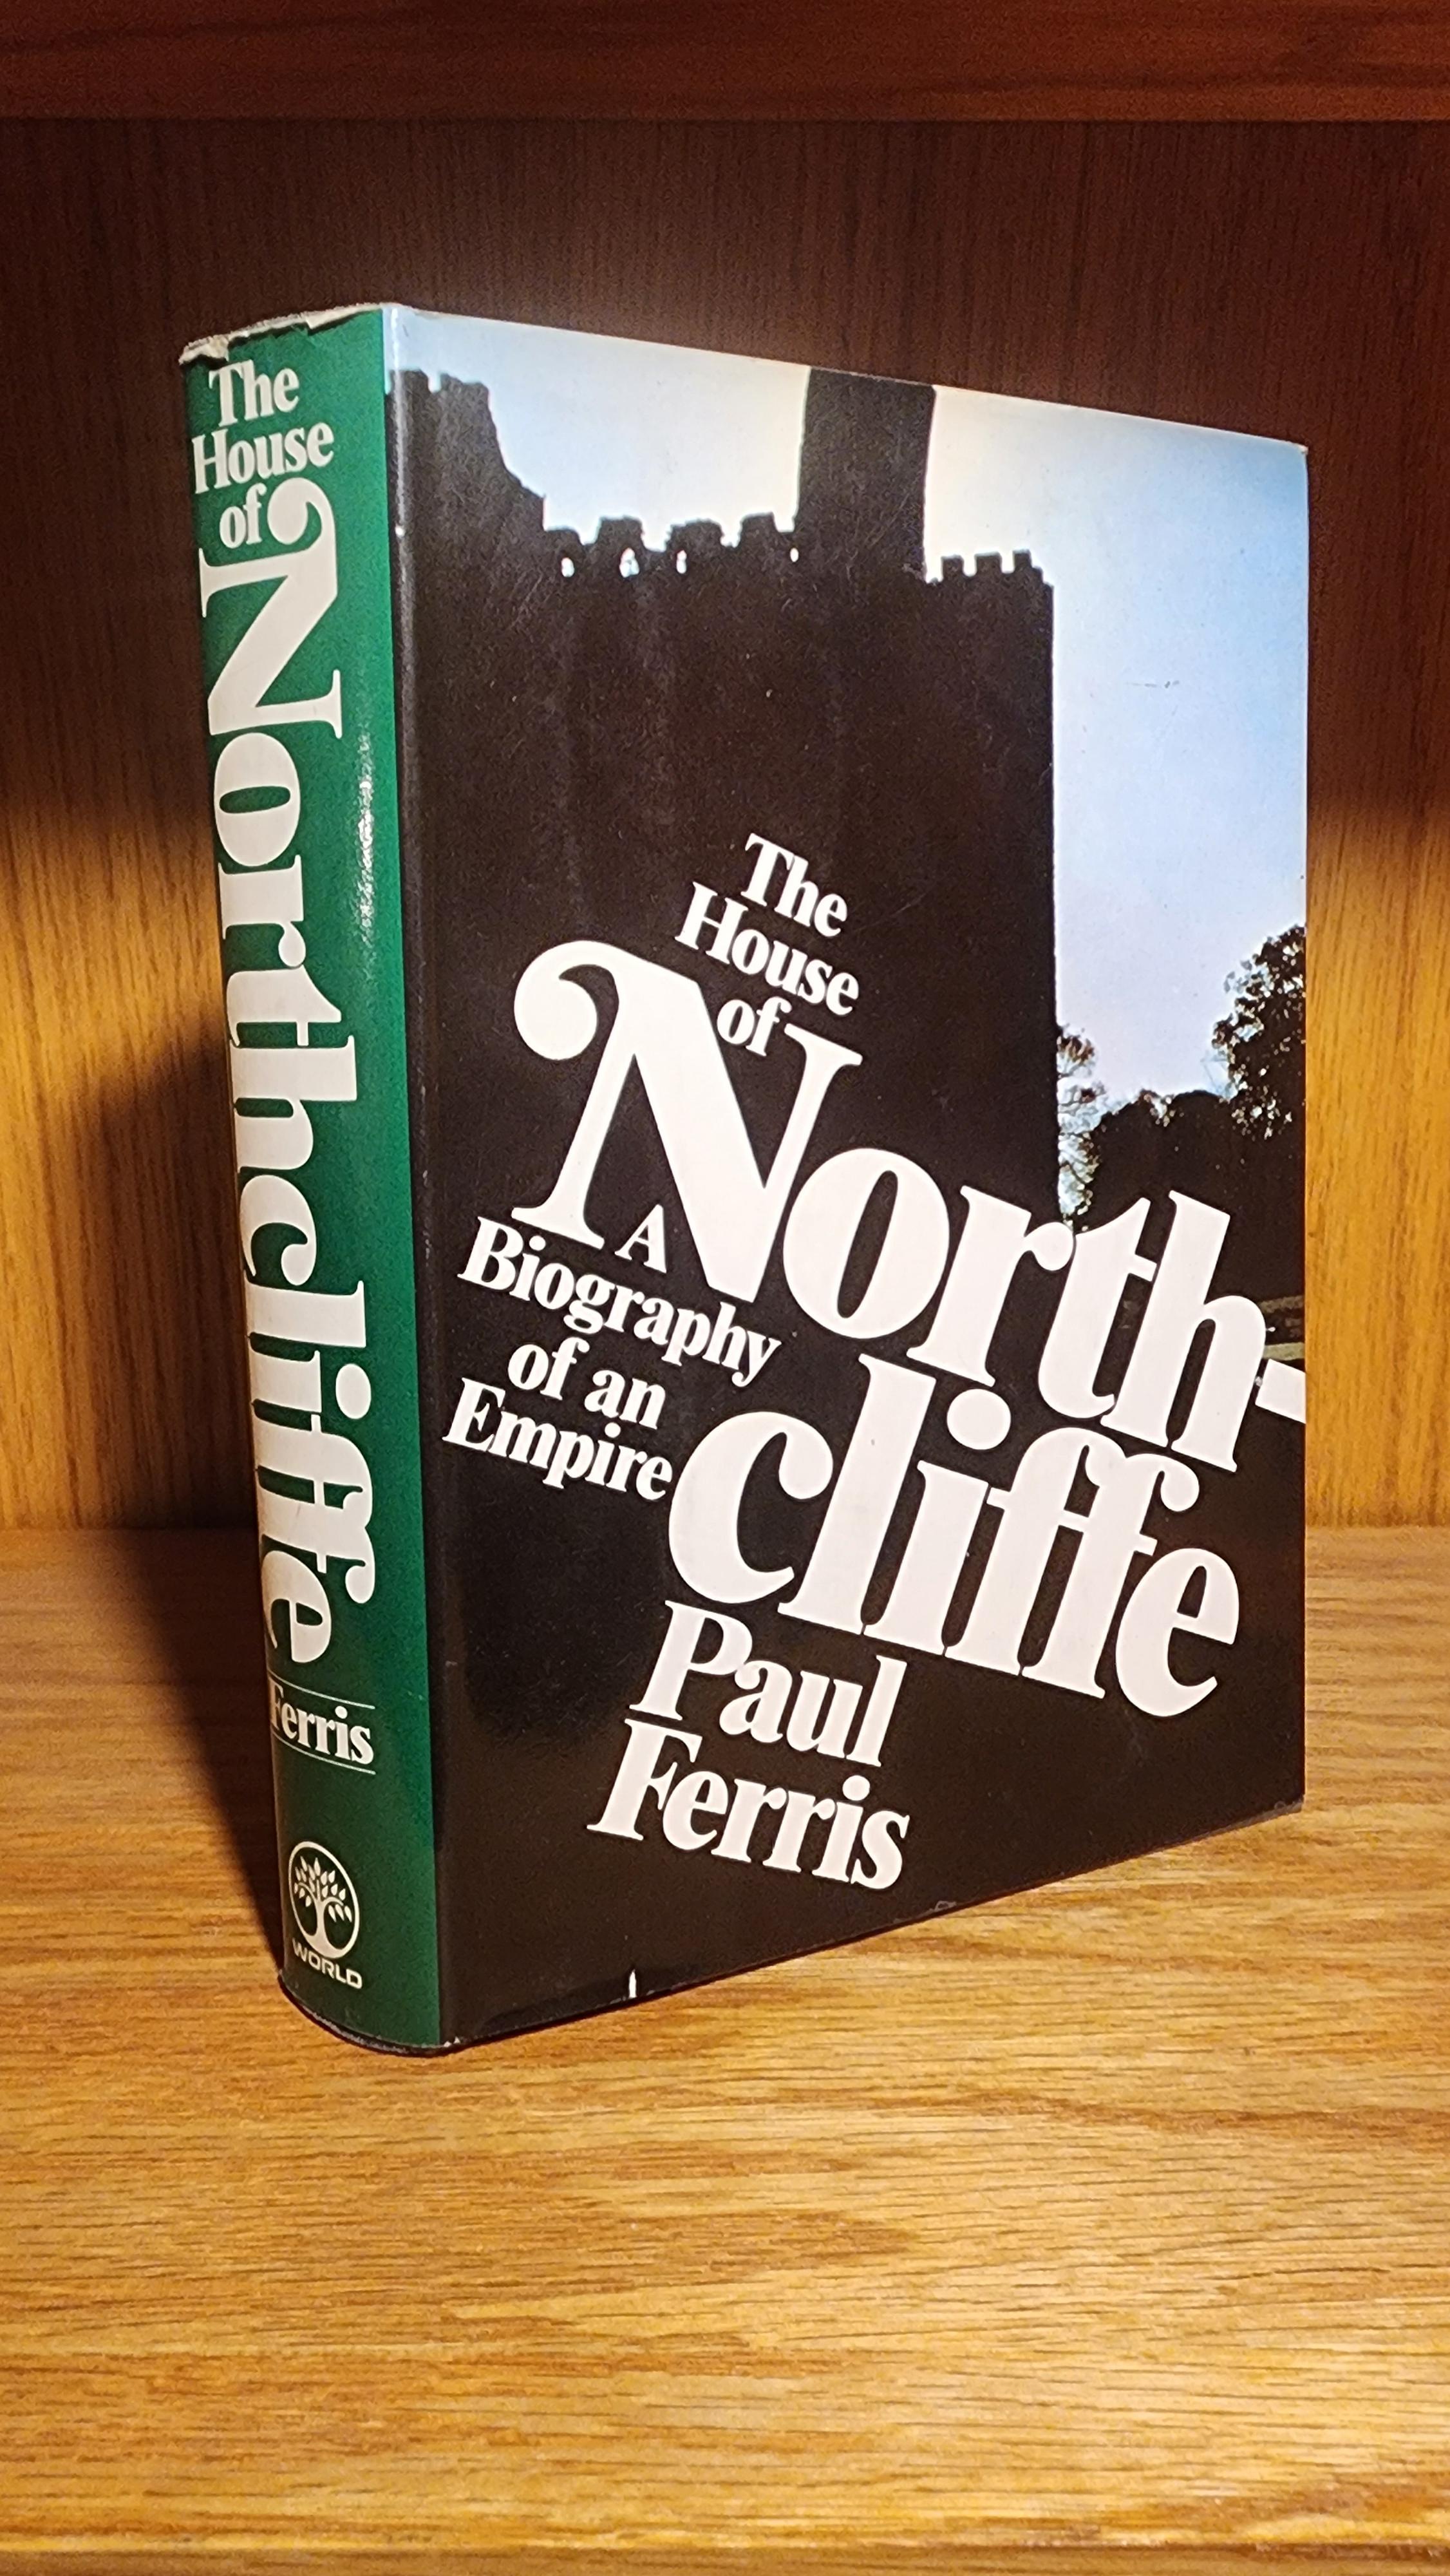 The
House
of
Northcliffe
Ferris
WORLD
The
House
of
North-
cliffe
A
Biography
of an
Empire
Paul
Ferris